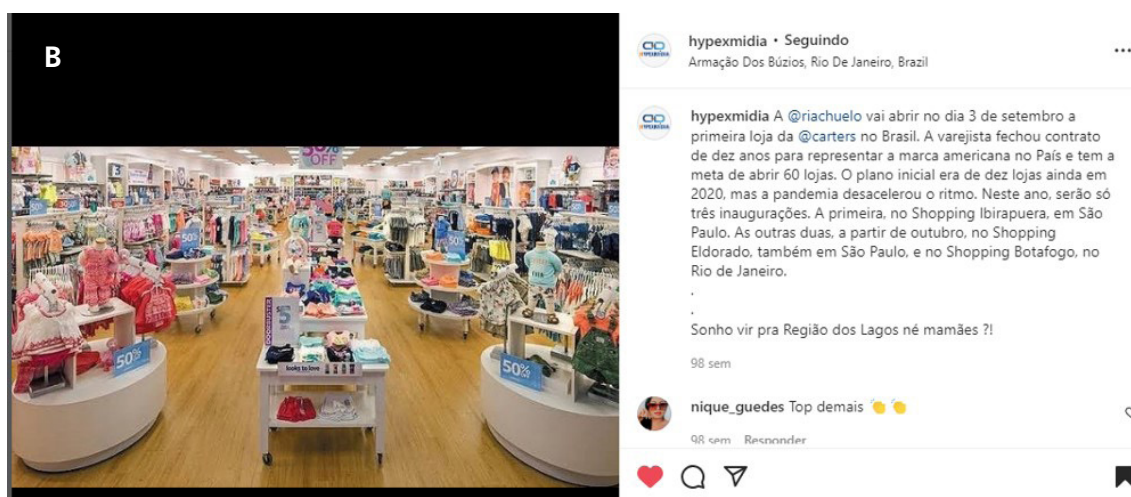 B
50%
OFF
50%
50%
50%
50%
50%
50%
looks to love
DOORBUSTER
hypexmidia • Seguindo
Armação Dos Búzios, Rio De Janeiro, Brazil
hypexmidia A @riachuelo vai abrir no dia 3 de setembro a
primeira loja da @carters no Brasil. A varejista fechou contrato
de dez anos para representar a marca americana no País e tem a
meta de abrir 60 lojas. O plano inicial era de dez lojas ainda em
2020, mas a pandemia desacelerou o ritmo. Neste ano, serão só
três inaugurações. A primeira, no Shopping Ibirapuera, em São
Paulo. As outras duas, a partir de outubro, no Shopping
Eldorado, também em São Paulo, e no Shopping Botafogo, no
Rio de Janeiro.
.
.
Sonho vir pra Região dos Lagos né mamães ?!
98 sem
nique_guedes Top demais 👏👏
98 sem Responder